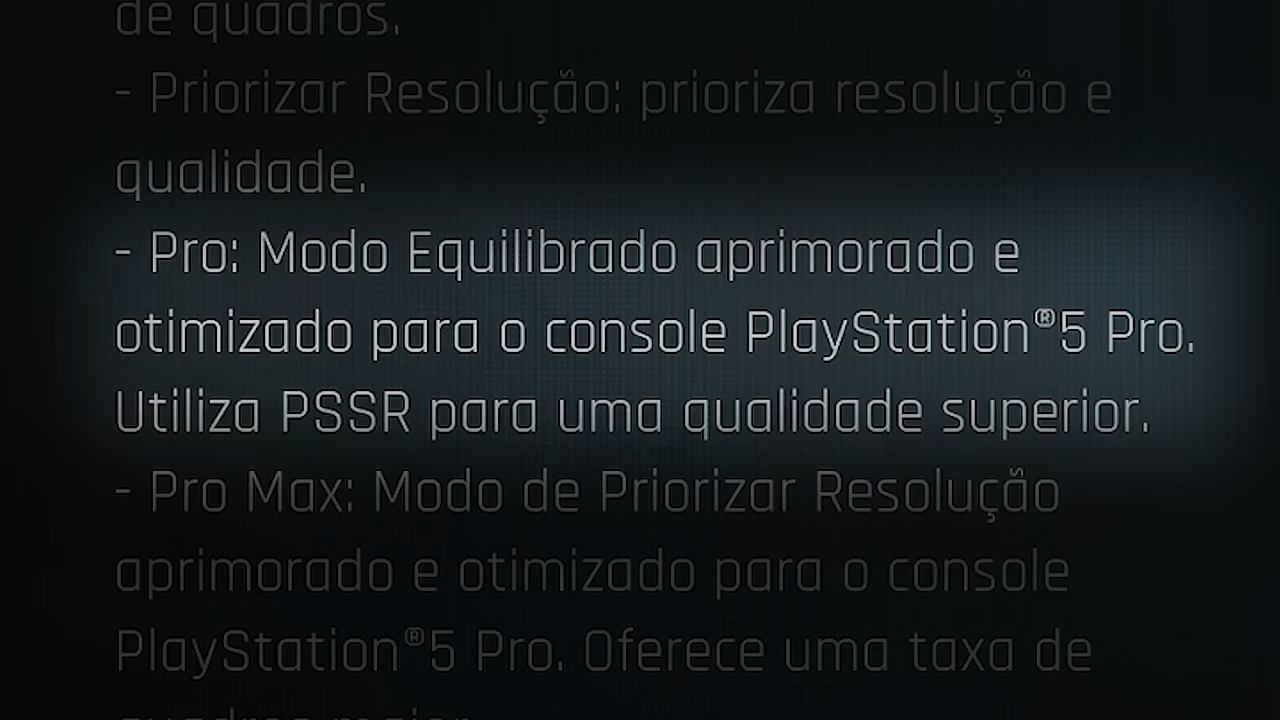 de quadros.
- Priorizar Resolução: prioriza resolução e
qualidade.
- Pro: Modo Equilibrado aprimorado e
otimizado para o console PlayStation®5 Pro.
Utiliza PSSR para uma qualidade superior.
- Pro Max: Modo de Priorizar Resolução
aprimorado e otimizado para o console
PlayStation®5 Pro. Oferece uma taxa de
quadros maior.